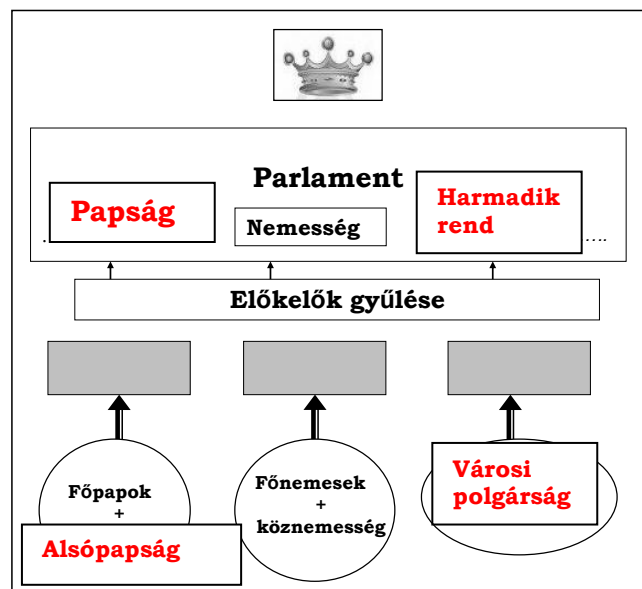 Parlament
Papság
Nemesség
Harmadik
rend
.
....
Előkelők gyűlése
Főpapok
+
Alsópapság
Főnemesek
+
köznemesség
Városi
polgárság